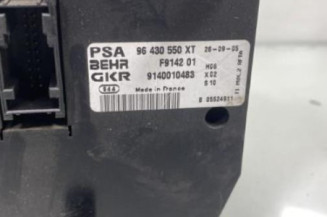 PSA 96 430 550 XT 26-09-05
BEHR F9142 01
GKR 9140010483 X02
Made in France